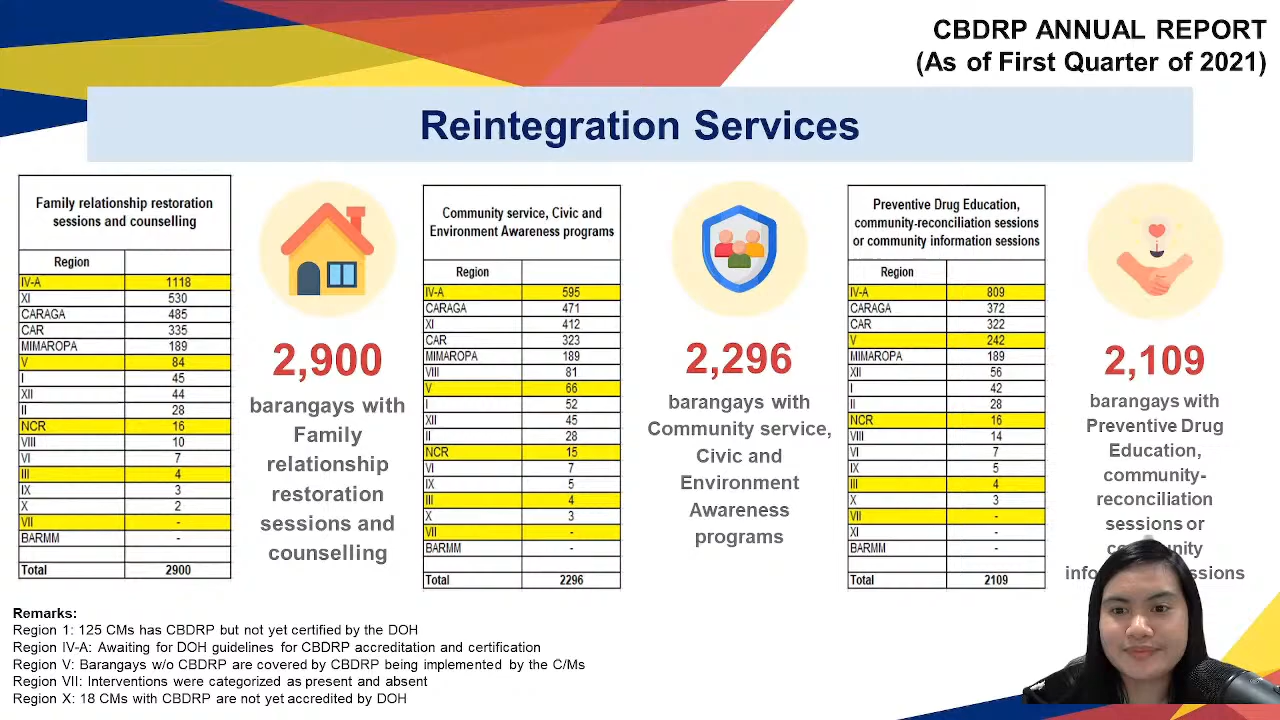 CBDRP ANNUAL REPORT
(As of First Quarter of 2021)
Reintegration Services
Family relationship restoration
sessions and counselling
Region
IV-A 1118
XI 530
CARAGA 485
CAR 335
MIMAROPA 189
V 84
I 45
XII 44
II 28
NCR 16
VIII 10
VI 7
III 4
IX 3
X 2
VII -
BARMM -
Total 2900
2,900
barangays with
Family
relationship
restoration
sessions and
counselling
Community service, Civic and
Environment Awareness programs
Region
IV-A 595
CARAGA 471
XI 412
CAR 323
MIMAROPA 189
VIII 81
V 66
I 52
XII 45
II 28
NCR 15
VI 7
IX 5
III 4
X 3
VII -
BARMM -
Total 2296
2,296
barangays with
Community service,
Civic and
Environment
Awareness
programs
Preventive Drug Education,
community-reconciliation sessions
or community information sessions
Region
IV-A 809
CARAGA 372
CAR 322
V 242
MIMAROPA 189
XII 56
I 42
II 28
NCR 16
VIII 14
VI 7
IX 5
III 4
X 3
VII -
XI -
BARMM -
Total 2109
2,109
barangays with
Preventive Drug
Education,
community-
reconciliation
sessions or
Remarks:
Region 1: 125 CMs has CBDRP but not yet certified by the DOH
Region IV-A: Awaiting for DOH guidelines for CBDRP accreditation and certification
Region V: Barangays w/o CBDRP are covered by CBDRP being implemented by the C/Ms
Region VII: Interventions were categorized as present and absent
Region X: 18 CMs with CBDRP are not yet accredited by DOH